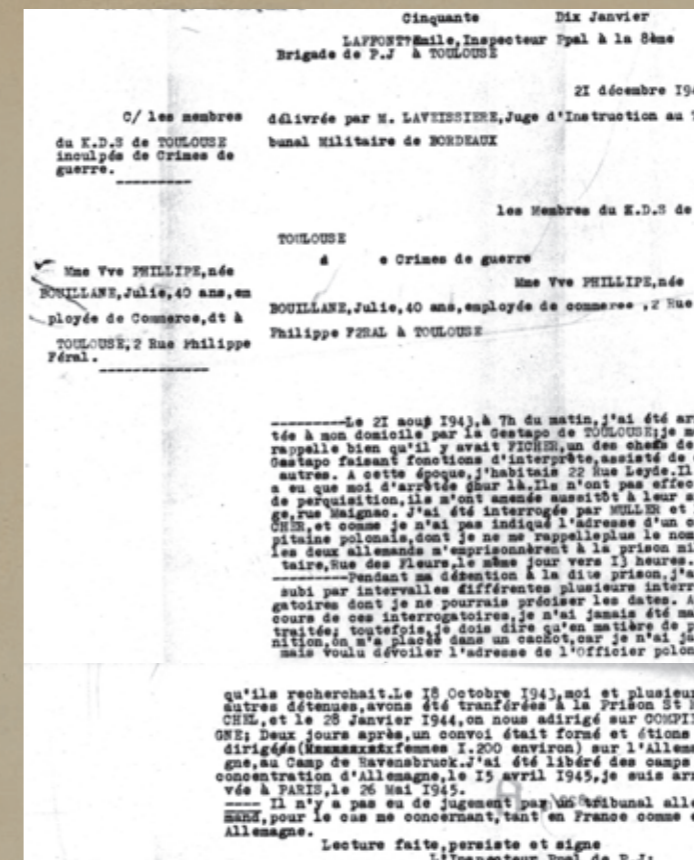 Cinquante Dix Janvier
LAFFONT?Emile,Inspecteur Ppal à la 8ème
Brigade de P.J à TOULOUSE
2I décembre I94
C/ les membres
du K.D.S de TOULOUSE
inculpés de Crimes de
guerre.
délivrée par M. LAVEISSIERE,Juge d'Instruction au T
bunal Militaire de BORDEAUX
les Membres du K.D.S de
TOULOUSE
d e Crimes de guerre
Mme Vve PHILLIPE,née
BOUILLANE,Julie,40 ans,em
ployée de Commerce,dt à
TOULOUSE,2 Rue Philippe
Féral.
Mme Vve PHILLIPE,née
BOUILLANE,Julie,40 ans,employée de commerce ,2 Rue
Philippe FZRAL à TOULOUSE
---------Le 2I aout 1943,à 7h du matin,j'ai été ar
tée à mon domicile par la Gestapo de TOULOUSE;je m
rappelle bien qu'il y avait FICHER,un des chefs de
Gestapo faisant fonctions d'interprète,assisté de
autres. A cette époque,j'habitais 22 Rue Leyde.Il
a eu que moi d'arrêtée ce jour là.Ils n'ont pas effec
de perquisition,ils m'ont amenée aussitôt à leur s
ge,rue Maignac. J'ai été interrogée par MULLER et
CHER,et comme je n'ai pas indiqué l'adresse d'un c
pitaine polonais,dont je ne me rappelleplus le nom
les deux allemands m'emprisonnèrent à la prison mi
taire,Rue des Fleurs,le même jour vers I3 heures.
---------Pendant ma détention à la dite prison,j'a
subi par intervalles différentes plusieurs interr
gatoires dont je ne pourrais préciser les dates. A
cours de ces interrogatoires,je n'ai jamais été ma
traitée; toutefois,je dois dire qu'en matière de p
nition,on m'a placée dans un cachot,car je n'ai ja
mais voulu dévoiler l'adresse de l'Officier polon
qu'ils recherchait.Le I8 Octobre I943,moi et plusieur
autres détenues,avons été tranférées à la Prison St M
CHEL,et le 28 Janvier I944,on nous adirigé sur COMPI
GNE; Deux jours après,un convoi était formé et étions
dirigées(femmes I.200 environ) sur l'Allema
gne,au Camp de Ravensbruck.J'ai été libéré des camps
concentration d'Allemagne,le I5 avril I945,je suis arr
vée à PARIS,le 26 Mai I945.
---- Il n'y a pas eu de jugement par un tribunal alle
mand,pour le cas me concernant,tant en France comme e
Allemagne.
Lecture faite,persiste et signe
L'Inspecteur Ppal de P.J: